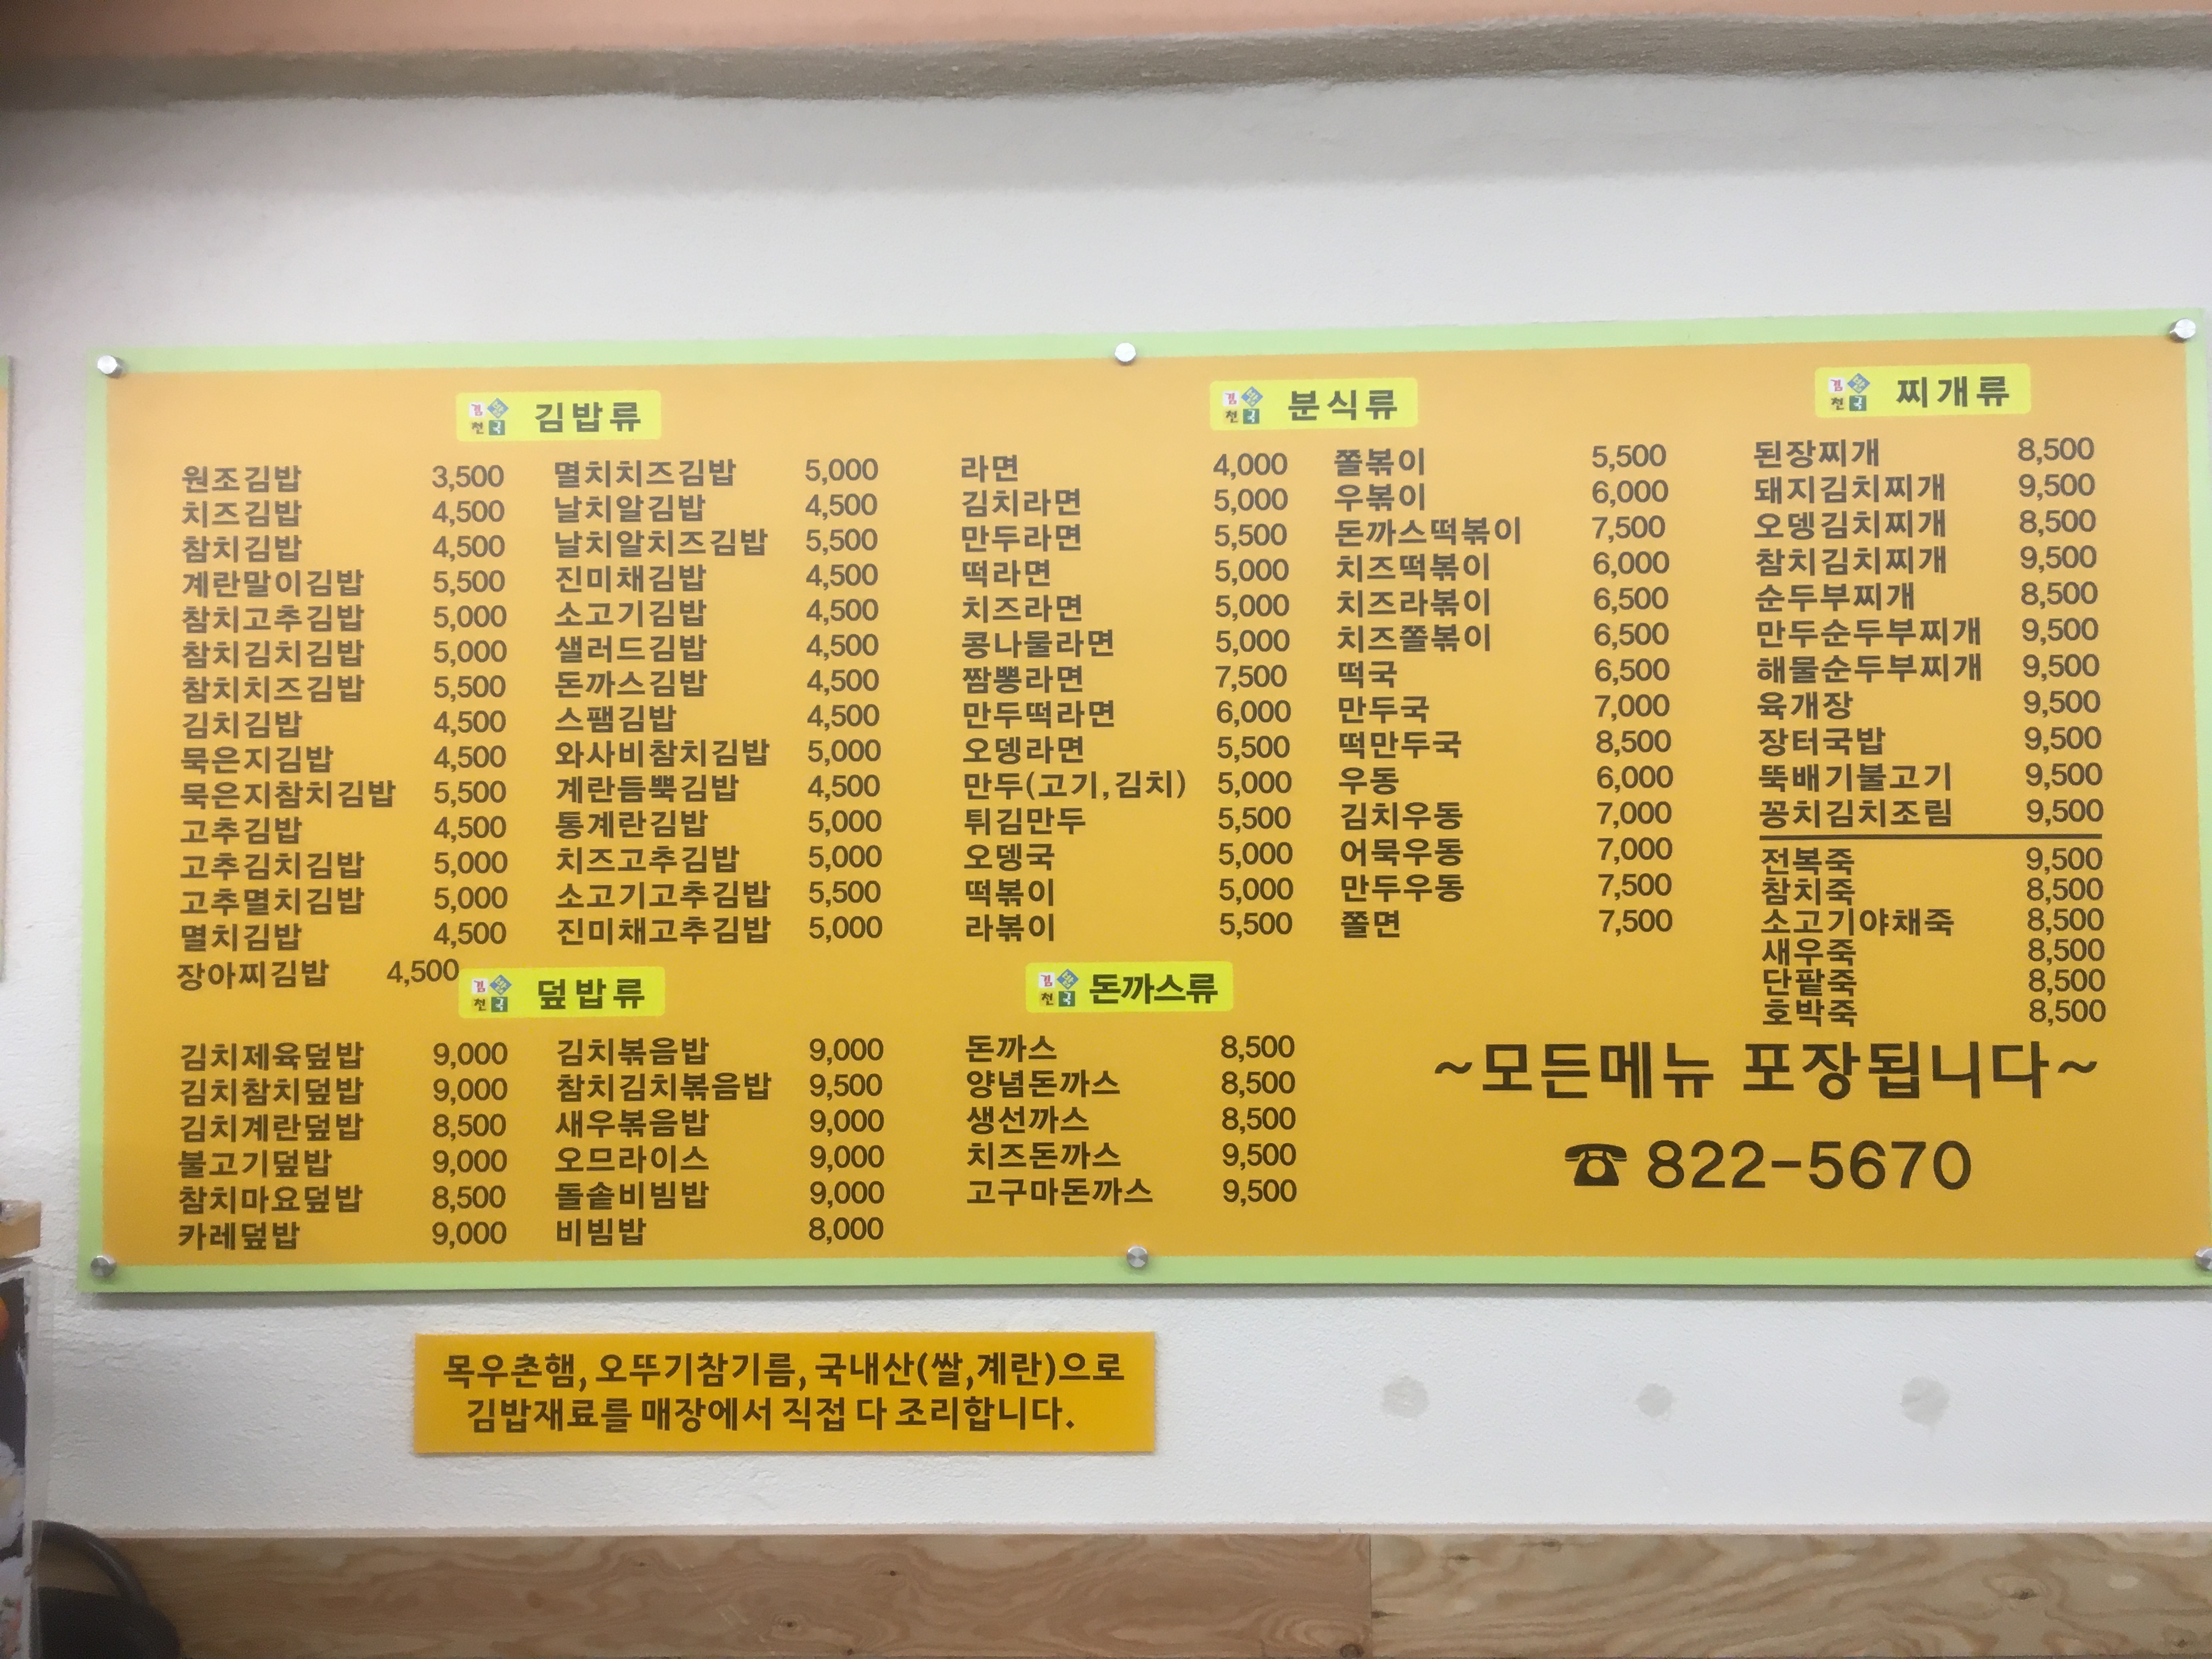 김밥천국 김밥류
원조김밥 3,500
치즈김밥 4,500
참치김밥 4,500
계란말이김밥 5,500
참치고추김밥 5,000
참치김치김밥 5,000
참치치즈김밥 5,500
김치김밥 4,500
묵은지김밥 4,500
묵은지참치김밥 5,500
고추김밥 4,500
고추김치김밥 5,000
고추멸치김밥 5,000
멸치김밥 4,500
장아찌김밥 4,500
멸치치즈김밥 5,000
날치알김밥 4,500
날치알치즈김밥 5,500
진미채김밥 4,500
소고기김밥 4,500
샐러드김밥 4,500
돈까스김밥 4,500
스팸김밥 4,500
와사비참치김밥 5,000
계란듬뿍김밥 4,500
통계란김밥 5,000
치즈고추김밥 5,000
소고기고추김밥 5,500
진미채고추김밥 5,000
김밥천국 분식류
라면 4,000
김치라면 5,000
만두라면 5,500
떡라면 5,000
치즈라면 5,000
콩나물라면 5,000
짬뽕라면 7,500
만두떡라면 6,000
오뎅라면 5,500
만두(고기,김치) 5,000
튀김만두 5,500
오뎅국 5,000
떡볶이 5,000
라볶이 5,500
쫄볶이 5,500
우볶이 6,000
돈까스떡볶이 7,500
치즈떡볶이 6,000
치즈라볶이 6,500
치즈쫄볶이 6,500
떡국 6,500
만두국 7,000
떡만두국 8,500
우동 6,000
김치우동 7,000
어묵우동 7,000
만두우동 7,500
쫄면 7,500
김밥천국 찌개류
된장찌개 8,500
돼지김치찌개 9,500
오뎅김치찌개 8,500
참치김치찌개 9,500
순두부찌개 8,500
만두순두부찌개 9,500
해물순두부찌개 9,500
육개장 9,500
장터국밥 9,500
뚝배기불고기 9,500
꽁치김치조림 9,500
전복죽 9,500
참치죽 8,500
소고기야채죽 8,500
새우죽 8,500
단팥죽 8,500
호박죽 8,500
김밥천국 덮밥류
김치제육덮밥 9,000
김치참치덮밥 9,000
김치계란덮밥 8,500
불고기덮밥 9,000
참치마요덮밥 8,500
카레덮밥 9,000
김치볶음밥 9,000
참치김치볶음밥 9,500
새우볶음밥 9,000
오므라이스 9,000
돌솥비빔밥 9,000
비빔밥 8,000
김밥천국 돈까스류
돈까스 8,500
양념돈까스 8,500
생선까스 8,500
치즈돈까스 9,500
고구마돈까스 9,500
~모든메뉴 포장됩니다~
☎822-5670
목우촌햄, 오뚜기참기름, 국내산(쌀,계란)으로
김밥재료를 매장에서 직접 다 조리합니다.